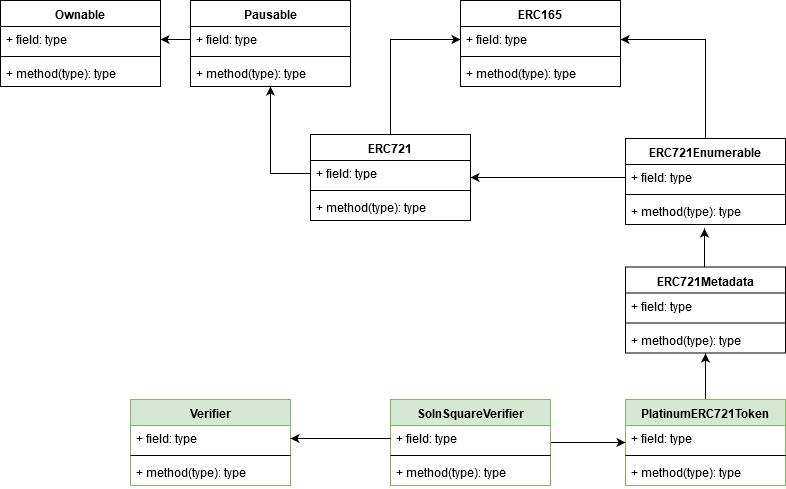 Ownable
+ field: type
+ method(type): type
Pausable
+ field: type
+ method(type): type
ERC165
+ field: type
+ method(type): type
ERC721
+ field: type
+ method(type): type
ERC721Enumerable
+ field: type
+ method(type): type
ERC721Metadata
+ field: type
+ method(type): type
Verifier
+ field: type
+ method(type): type
SolnSquareVerifier
+ field: type
+ method(type): type
PlatinumERC721Token
+ field: type
+ method(type): type